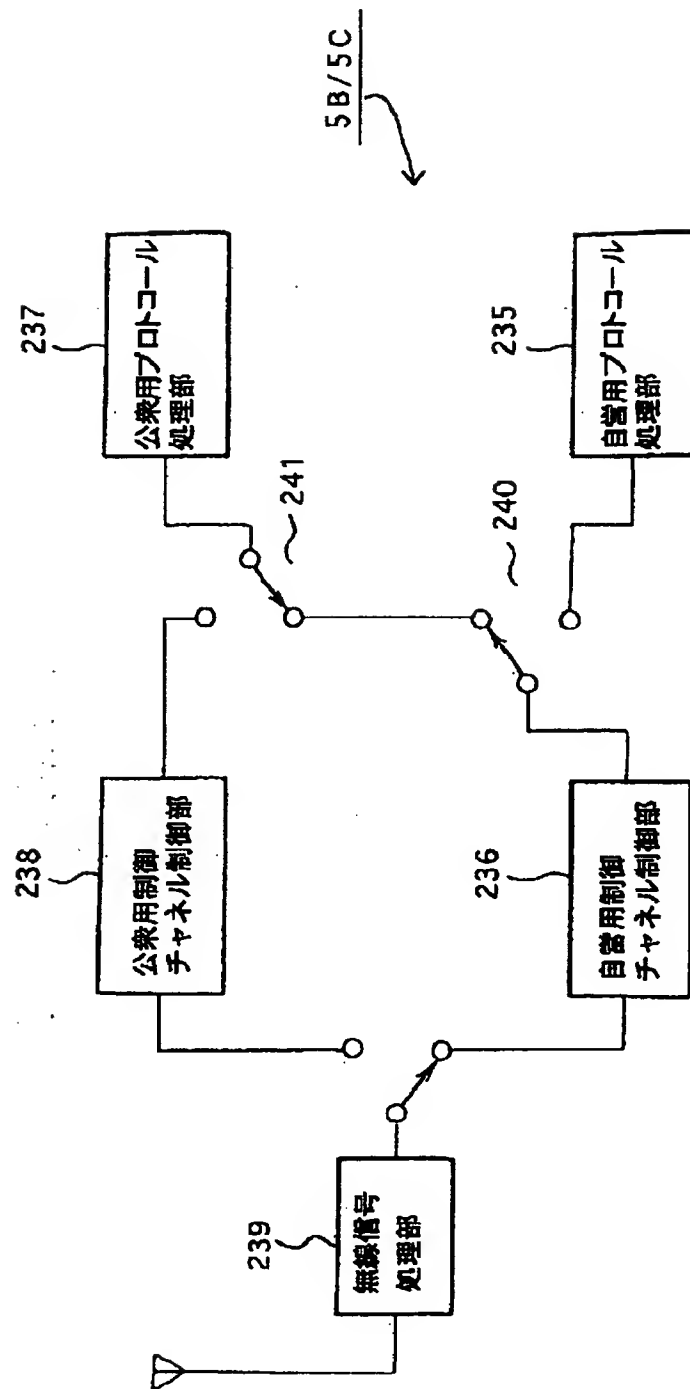 5B/5C
237
公衆用プロトコール
処理部
241
238
公衆用制御
チャネル制御部
239
無線信号
処理部
240
235
自営用プロトコール
処理部
236
自営用制御
チャネル制御部